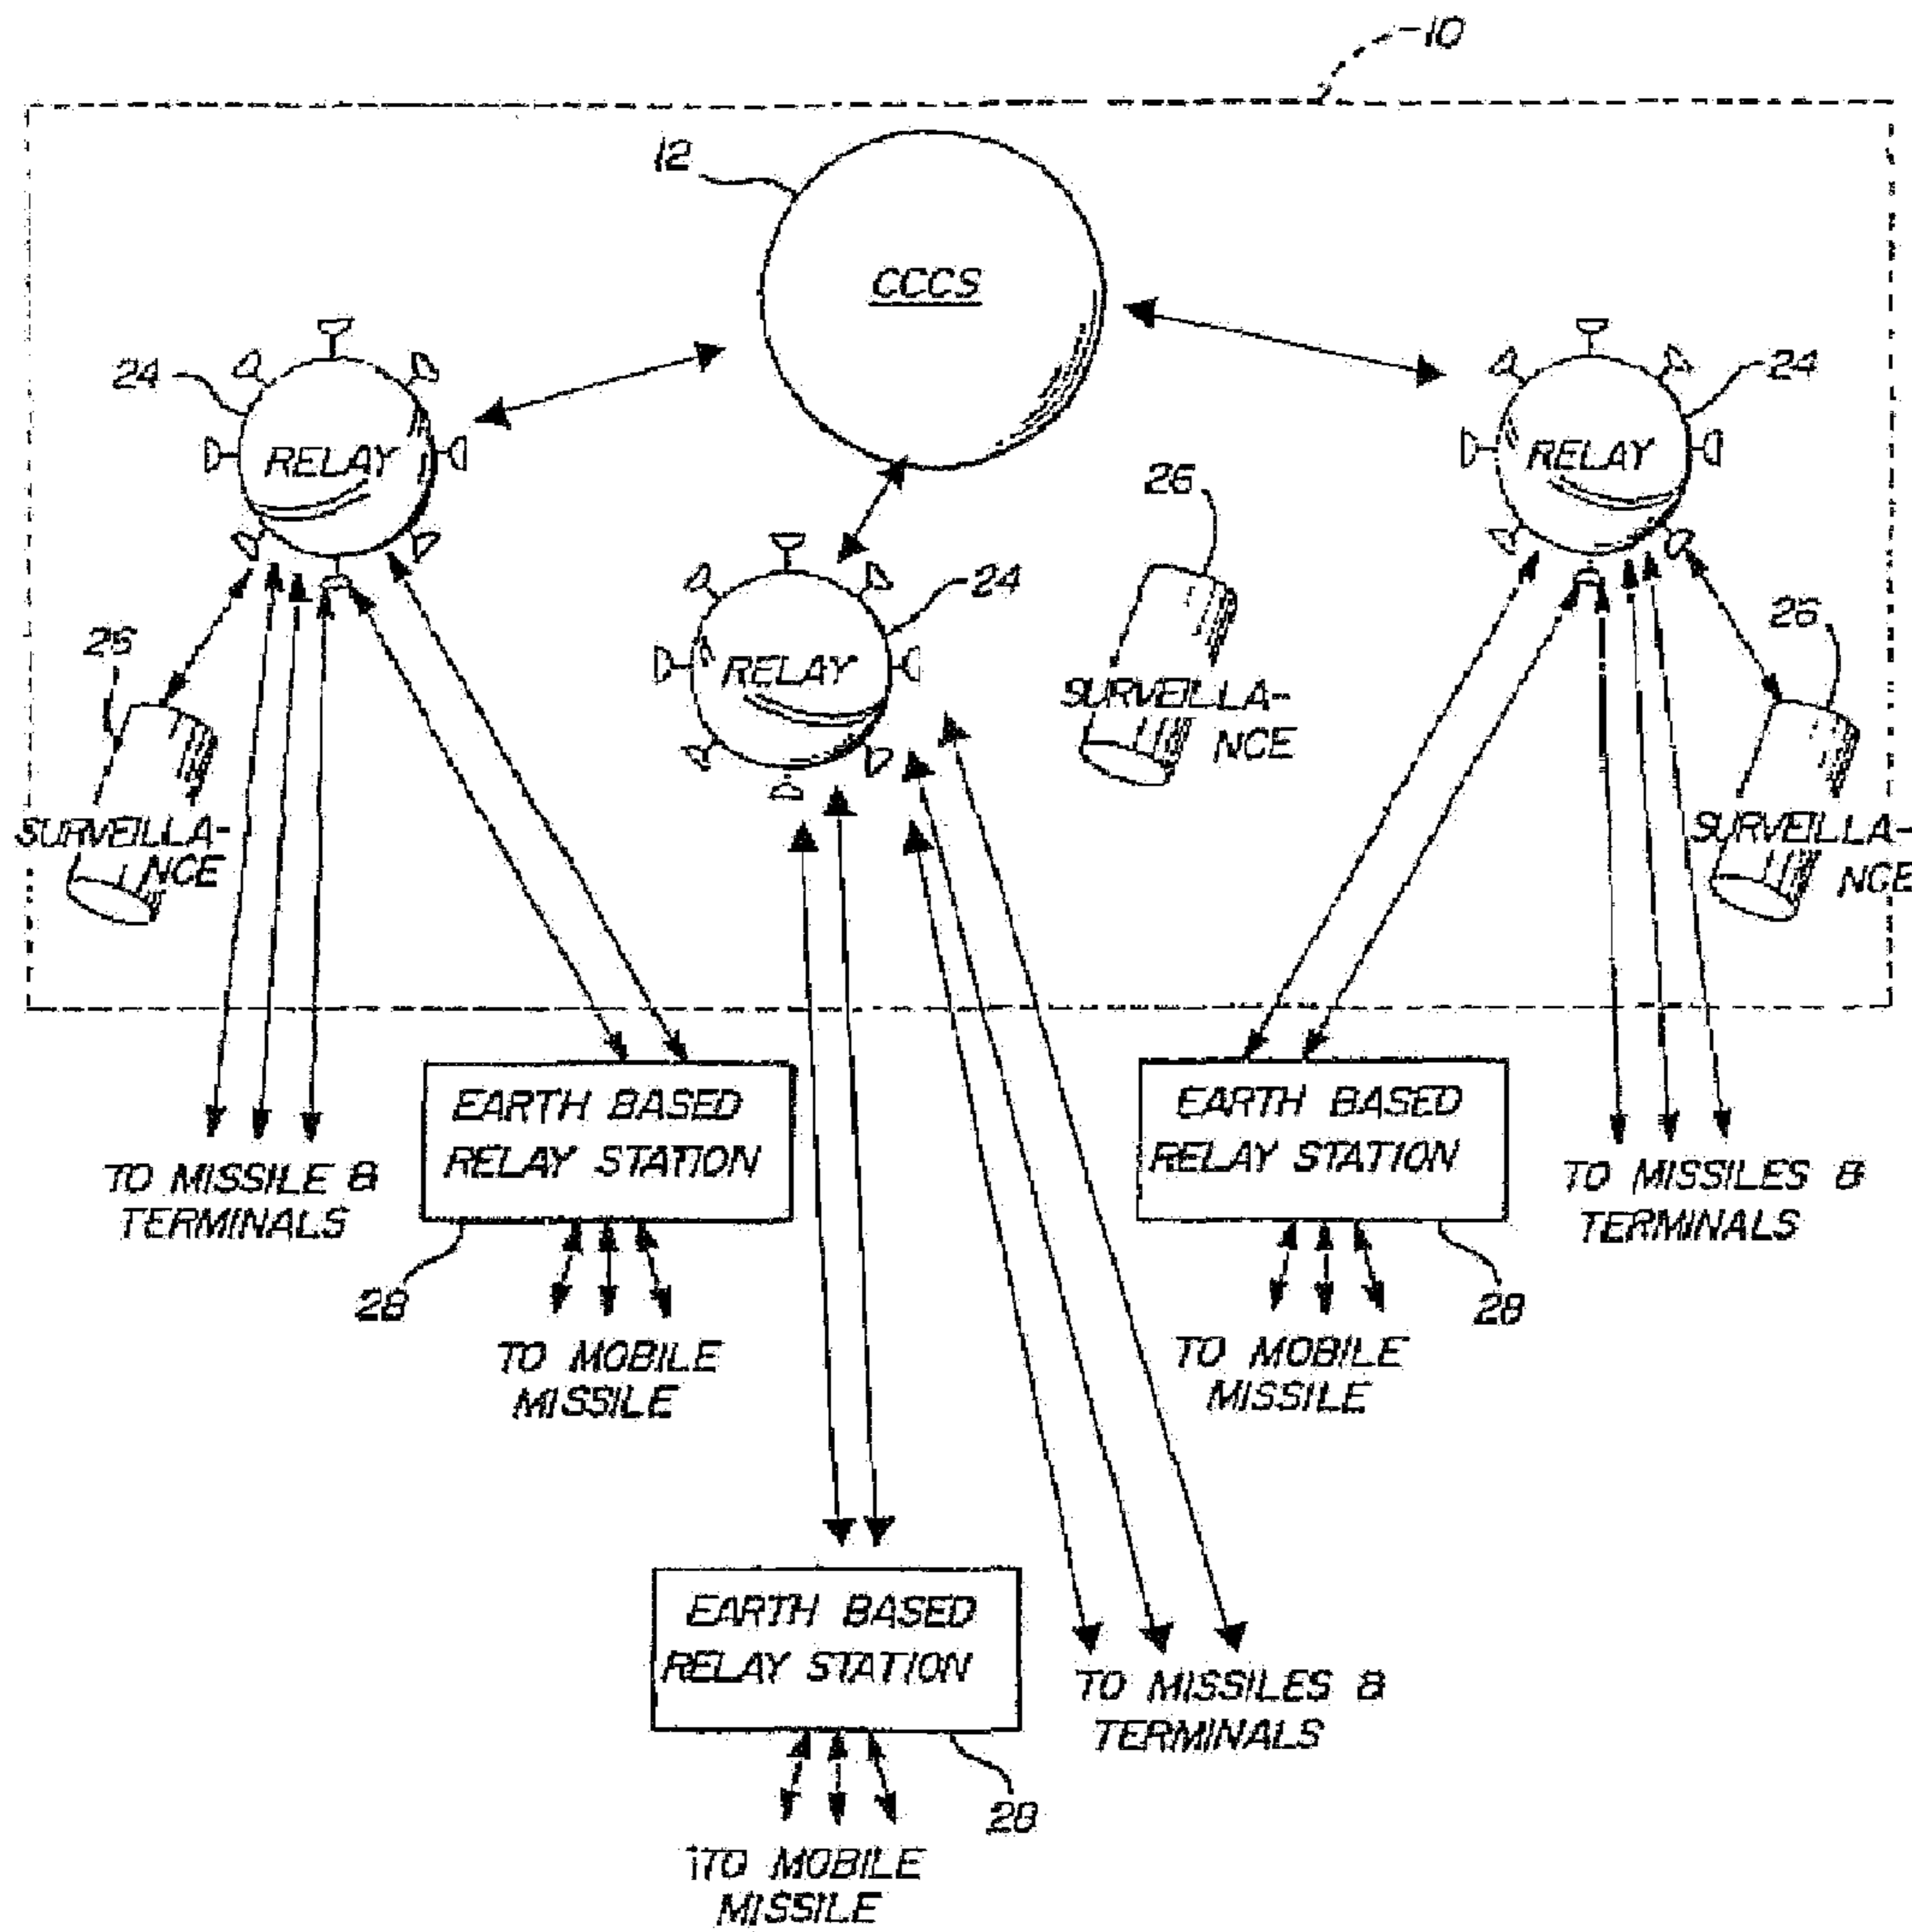 10
12
CCCS
24
RELAY
24
RELAY
26
24
RELAY
26
26
SURVEILLA-
NCE
SURVEILLA-
NCE
SURVEILLA-
NCE
EARTH BASED
RELAY STATION
EARTH BASED
RELAY STATION
TO MISSILE &
TERMINALS
TO MISSILES &
TERMINALS
28
28
TO MOBILE
MISSILE
TO MOBILE
MISSILE
EARTH BASED
RELAY STATION
TO MISSILES &
TERMINALS
28
TO MOBILE
MISSILE